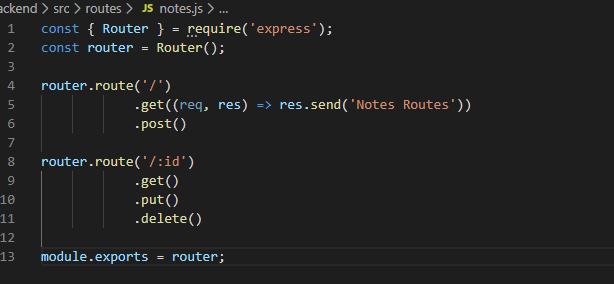 ackend > src > routes > JS notes.js > ...
1 const { Router } = require('express');
2 const router = Router();
3
4 router.route('/')
5 .get((req, res) => res.send('Notes Routes'))
6 .post()
7
8 router.route('/:id')
9 .get()
10 .put()
11 .delete()
12
13 module.exports = router;